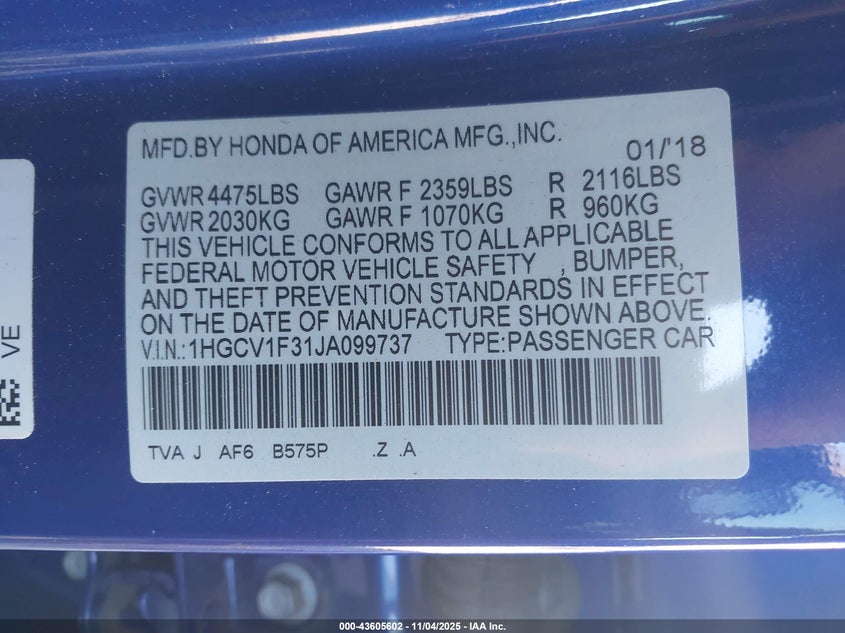 MFD.BY HONDA OF AMERICA MFG.,INC. 01/'18
GVWR 4475LBS GAWR F 2359LBS R 2116LBS
GVWR 2030KG GAWR F 1070KG R 960KG
THIS VEHICLE CONFORMS TO ALL APPLICABLE
FEDERAL MOTOR VEHICLE SAFETY , BUMPER,
AND THEFT PREVENTION STANDARDS IN EFFECT
ON THE DATE OF MANUFACTURE SHOWN ABOVE.
V.I.N.:1HGCV1F31JA099737 TYPE:PASSENGER CAR
TVA J AF6 B575P .Z .A
VE
000-43605602 - 11/04/2025 - IAA Inc.